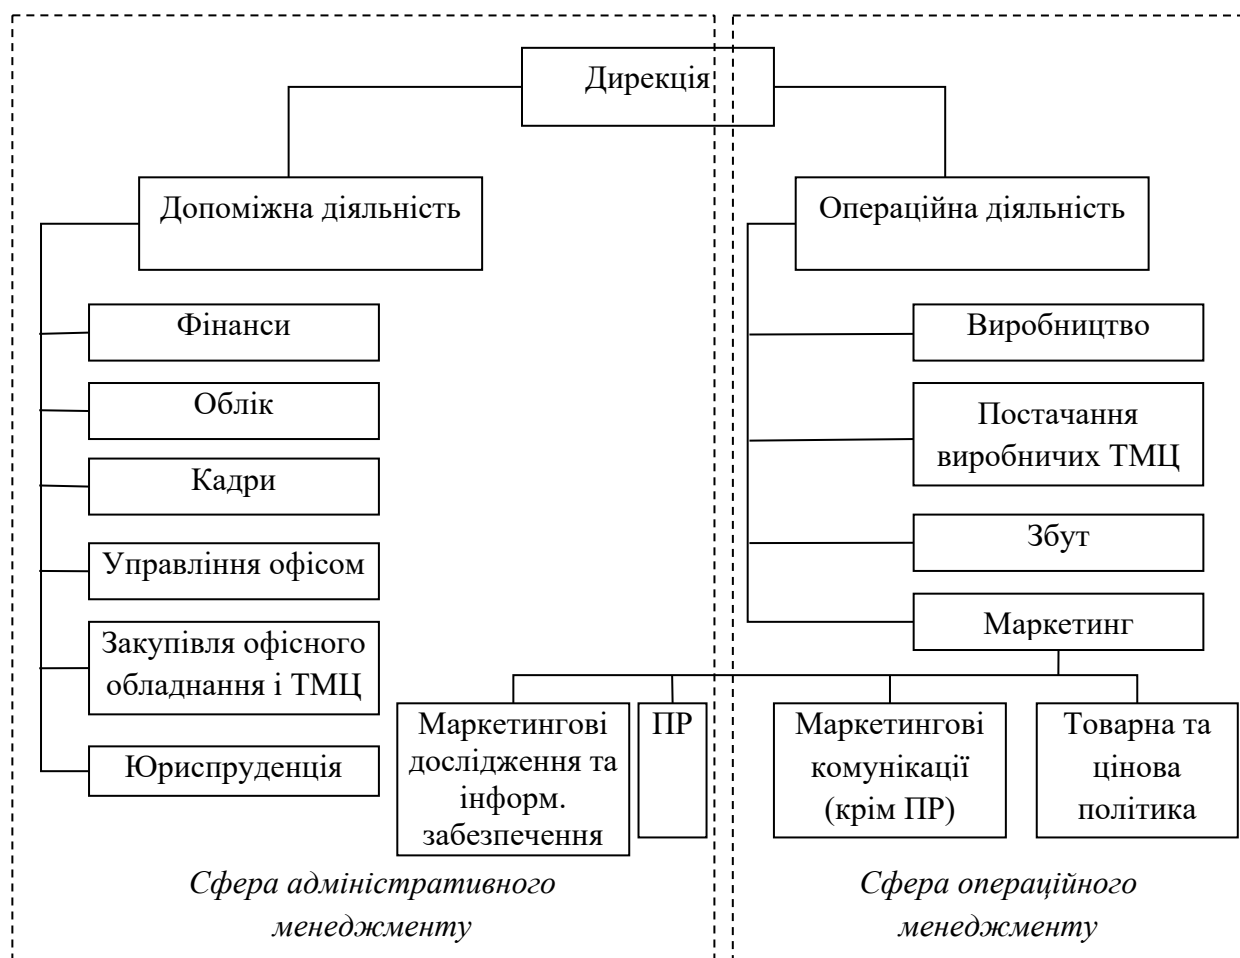 Дирекція
Допоміжна діяльність
Операційна діяльність
Фінанси
Облік
Кадри
Управління офісом
Закупівля офісного
обладнання і ТМЦ
Юриспруденція
Виробництво
Постачання
виробничих ТМЦ
Збут
Маркетинг
Маркетингові
дослідження та
інформ.
забезпечення
ПР
Маркетингові
комунікації
(крім ПР)
Товарна та
цінова
політика
Сфера адміністративного
менеджменту
Сфера операційного
менеджменту